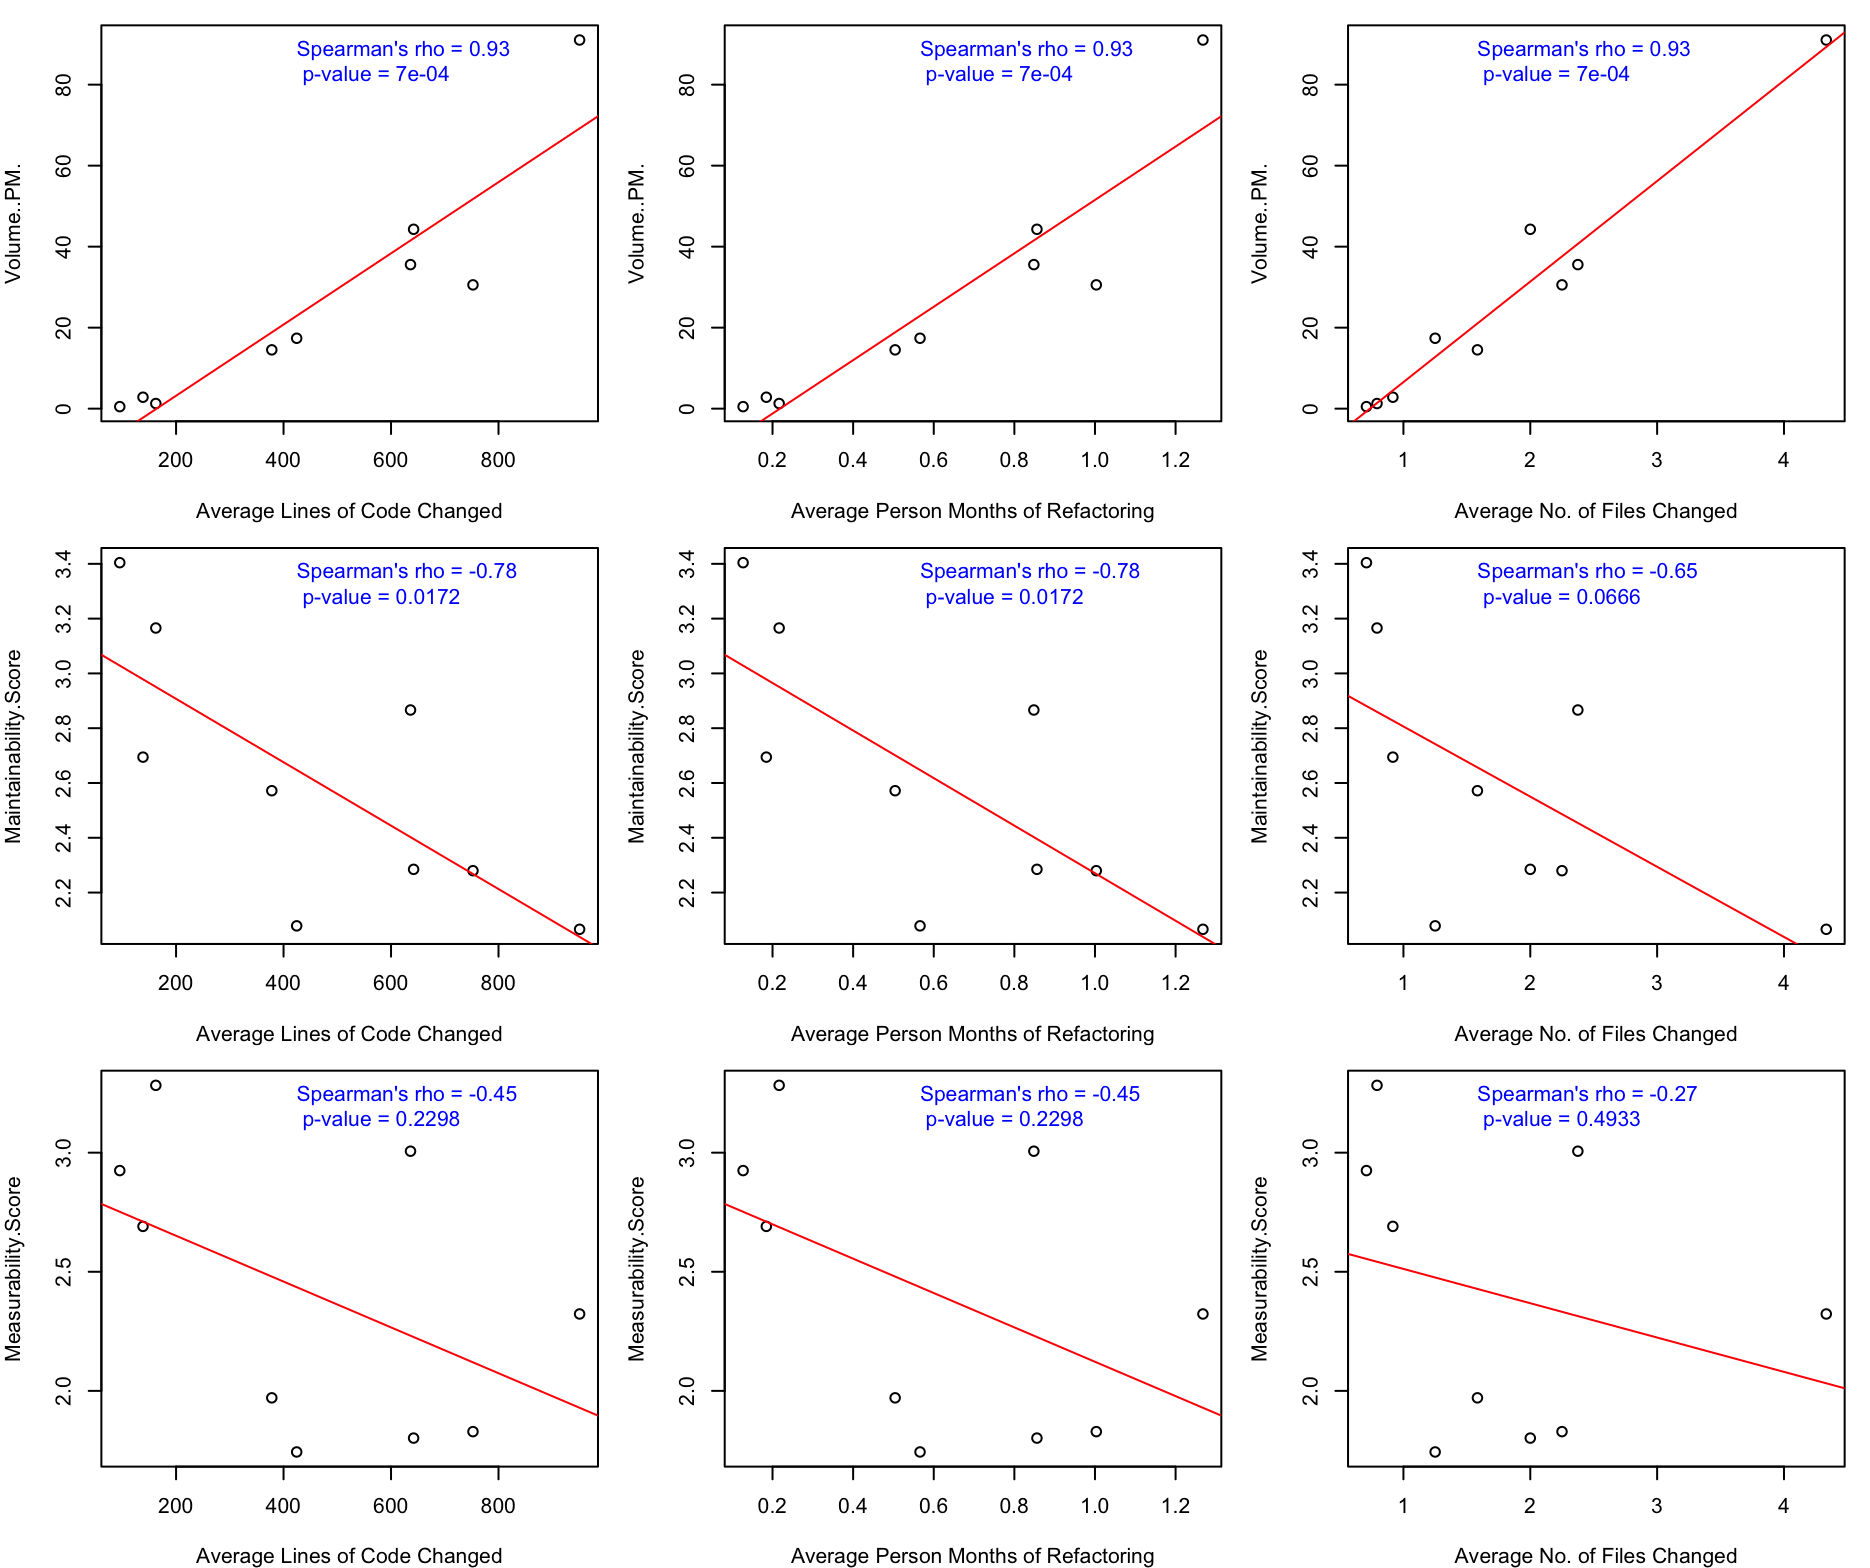 Spearman's rho = 0.93
p-value = 7e-04
Volume..PM.
80
60
40
20
0
200 400 600 800
Average Lines of Code Changed
Spearman's rho = 0.93
p-value = 7e-04
Volume..PM.
80
60
40
20
0
0.2 0.4 0.6 0.8 1.0 1.2
Average Person Months of Refactoring
Spearman's rho = 0.93
p-value = 7e-04
Volume..PM.
80
60
40
20
0
1 2 3 4
Average No. of Files Changed
Spearman's rho = -0.78
p-value = 0.0172
Maintainability.Score
3.4
3.2
3.0
2.8
2.6
2.4
2.2
200 400 600 800
Average Lines of Code Changed
Spearman's rho = -0.78
p-value = 0.0172
Maintainability.Score
3.4
3.2
3.0
2.8
2.6
2.4
2.2
0.2 0.4 0.6 0.8 1.0 1.2
Average Person Months of Refactoring
Spearman's rho = -0.65
p-value = 0.0666
Maintainability.Score
3.4
3.2
3.0
2.8
2.6
2.4
2.2
1 2 3 4
Average No. of Files Changed
Spearman's rho = -0.45
p-value = 0.2298
Measurability.Score
3.0
2.5
2.0
200 400 600 800
Average Lines of Code Changed
Spearman's rho = -0.45
p-value = 0.2298
Measurability.Score
3.0
2.5
2.0
0.2 0.4 0.6 0.8 1.0 1.2
Average Person Months of Refactoring
Spearman's rho = -0.27
p-value = 0.4933
Measurability.Score
3.0
2.5
2.0
1 2 3 4
Average No. of Files Changed